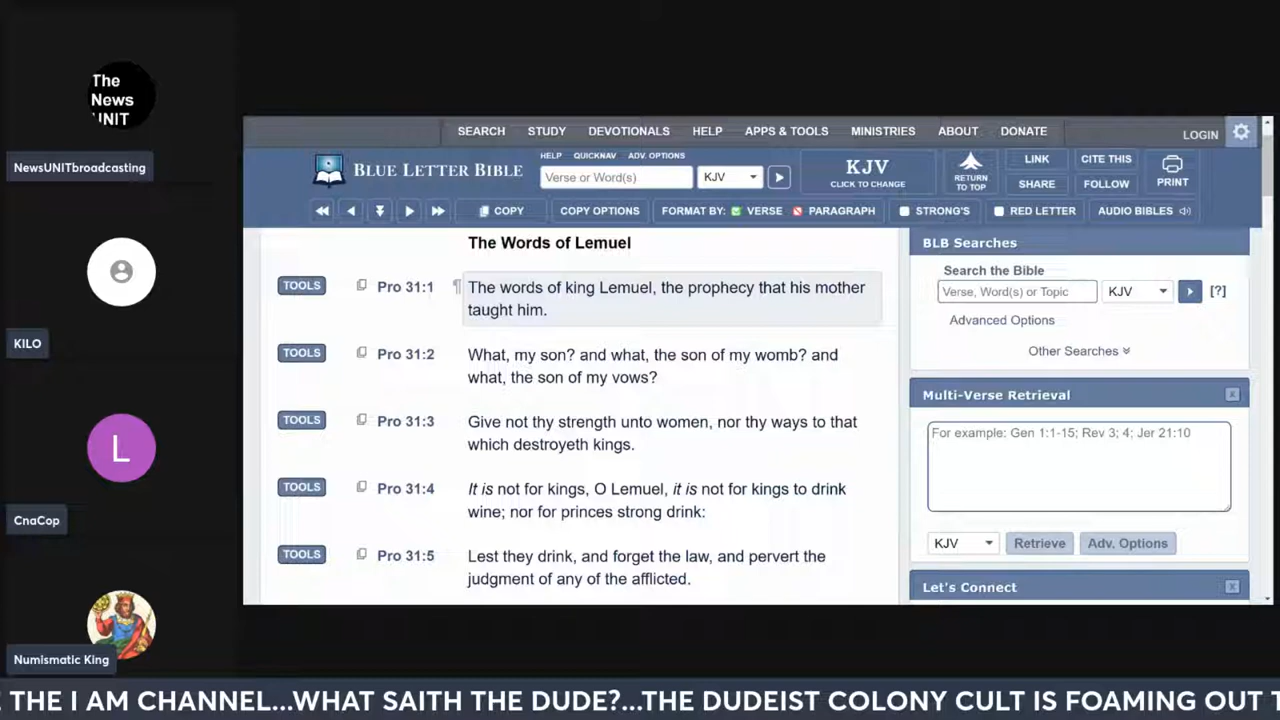 The
News
UNIT
NewsUNITbroadcasting
KILO
L
CnaCop
Numismatic King
SEARCH STUDY DEVOTIONALS HELP APPS & TOOLS MINISTRIES ABOUT DONATE LOGIN
BLUE LETTER BIBLE
HELP QUICKNAV ADV. OPTIONS
Verse or Word(s) KJV
KJV
CLICK TO CHANGE
RETURN
TO TOP
LINK CITE THIS
SHARE FOLLOW
PRINT
COPY COPY OPTIONS FORMAT BY: VERSE PARAGRAPH STRONG'S RED LETTER AUDIO BIBLES
The Words of Lemuel
TOOLS Pro 31:1 ¶ The words of king Lemuel, the prophecy that his mother
taught him.
TOOLS Pro 31:2 What, my son? and what, the son of my womb? and
what, the son of my vows?
TOOLS Pro 31:3 Give not thy strength unto women, nor thy ways to that
which destroyeth kings.
TOOLS Pro 31:4 It is not for kings, O Lemuel, it is not for kings to drink
wine; nor for princes strong drink:
TOOLS Pro 31:5 Lest they drink, and forget the law, and pervert the
judgment of any of the afflicted.
BLB Searches
Search the Bible
Verse, Word(s) or Topic KJV [?]
Advanced Options
Other Searches
Multi-Verse Retrieval
For example: Gen 1:1-15; Rev 3; 4; Jer 21:10
KJV Retrieve Adv. Options
Let's Connect
THE I AM CHANNEL...WHAT SAITH THE DUDE?...THE DUDEIST COLONY CULT IS FOAMING OUT